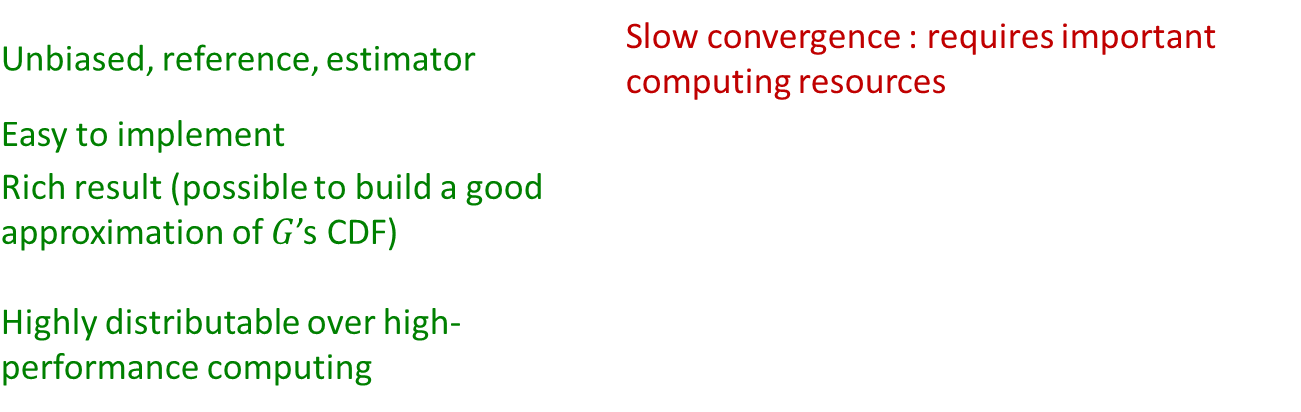 Unbiased, reference, estimator
Easy to implement
Rich result (possible to build a good
approximation of G’s CDF)
Highly distributable over high-
performance computing
Slow convergence : requires important
computing resources